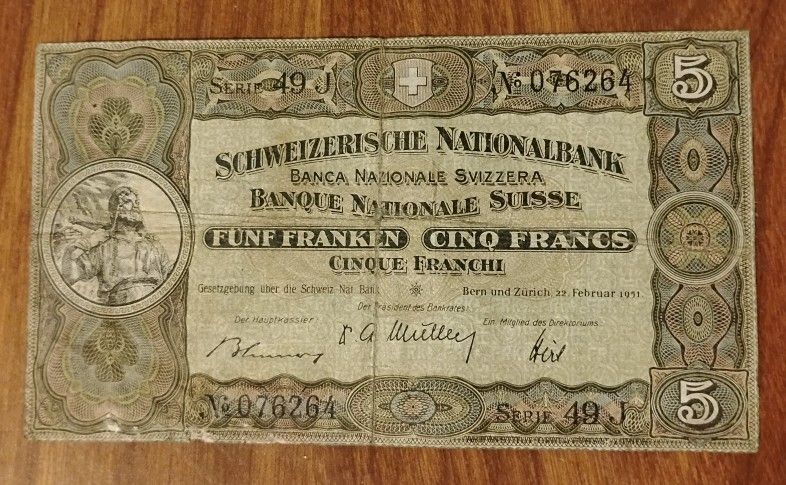 SERIE 49 J № 076264 5
SCHWEIZERISCHE NATIONALBANK
BANCA NAZIONALE SVIZZERA
BANQUE NATIONALE SUISSE
FÜNF FRANKEN CINQ FRANCS
CINQUE FRANCHI
Gesetzgebung über die Schweiz. Nat. Bank Bern und Zürich, 22. Februar 1951.
Der Präsident des Bankrates:
Der Hauptkassier: Ein Mitglied des Direktoriums:
№ 076264 SERIE 49 J 5